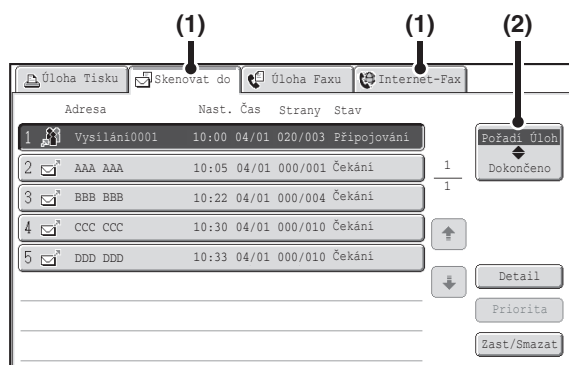 (1) (1) (2)
Úloha Tisku Skenovat do Úloha Faxu Internet-Fax
Adresa Nast. Čas Strany Stav
1 Vysílání0001 10:00 04/01 020/003 Připojování
Pořadí Úloh
Dokončeno
2 AAA AAA 10:05 04/01 000/001 Čekání
1
1
3 BBB BBB 10:22 04/01 000/004 Čekání
4 CCC CCC 10:30 04/01 000/010 Čekání
5 DDD DDD 10:33 04/01 000/010 Čekání
Detail
Priorita
Zast/Smazat